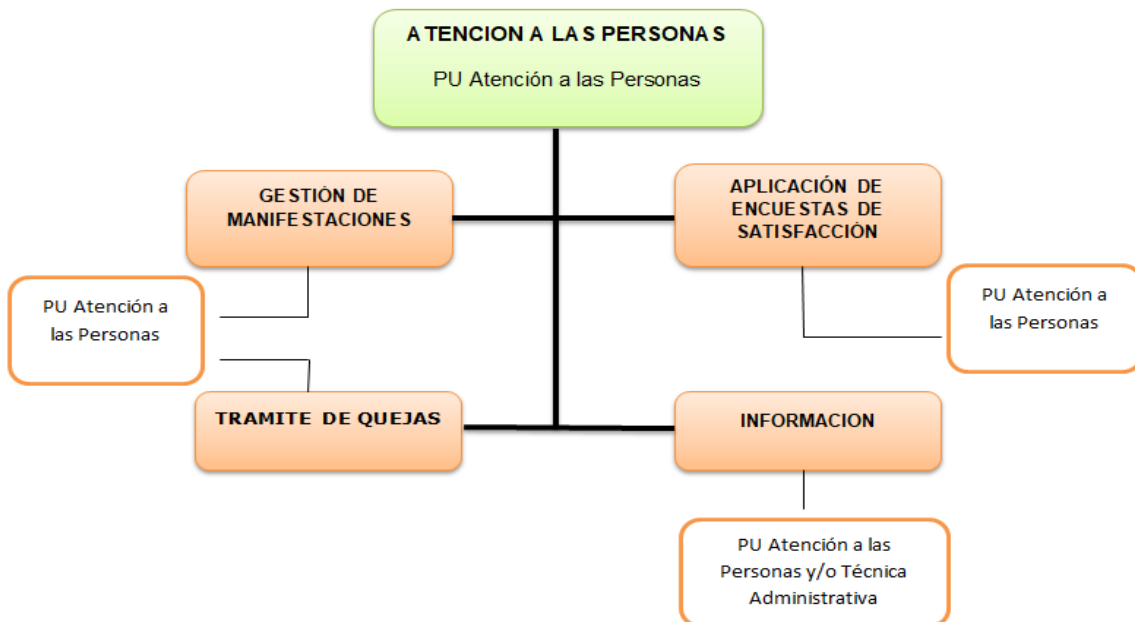 ATENCION A LAS PERSONAS
PU Atención a las Personas
GESTIÓN DE
MANIFESTACIONES
APLICACIÓN DE
ENCUESTAS DE
SATISFACCIÓN
PU Atención a
las Personas
PU Atención a
las Personas
TRAMITE DE QUEJAS
INFORMACION
PU Atención a las
Personas y/o Técnica
Administrativa